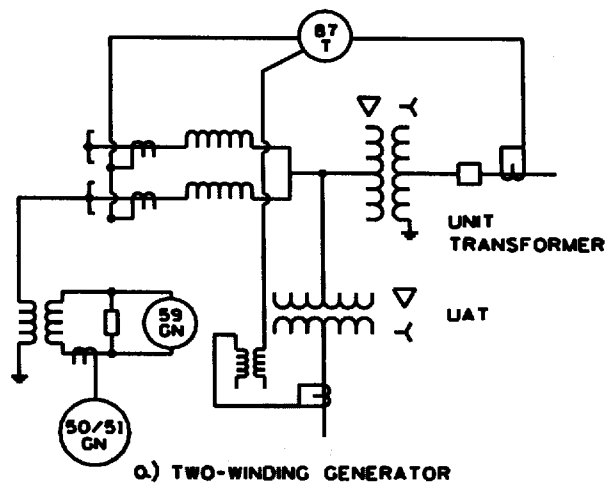 87
T
UNIT
TRANSFORMER
UAT
59
GN
50/51
GN
a.) TWO-WINDING GENERATOR